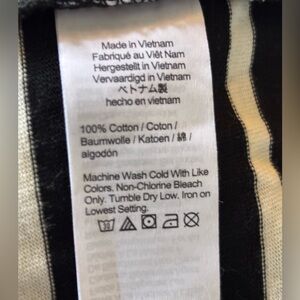 Made in Vietnam
Fabriqué au Viêt Nam
Hergestellt in Vietnam
Vervaardigd in Vietnam
ベトナム製
hecho en vietnam
100% Cotton / Coton /
Baumwolle / Katoen / 綿 /
algodón
Machine Wash Cold With Like
Colors. Non-Chlorine Bleach
Only. Tumble Dry Low. Iron on
Lowest Setting.